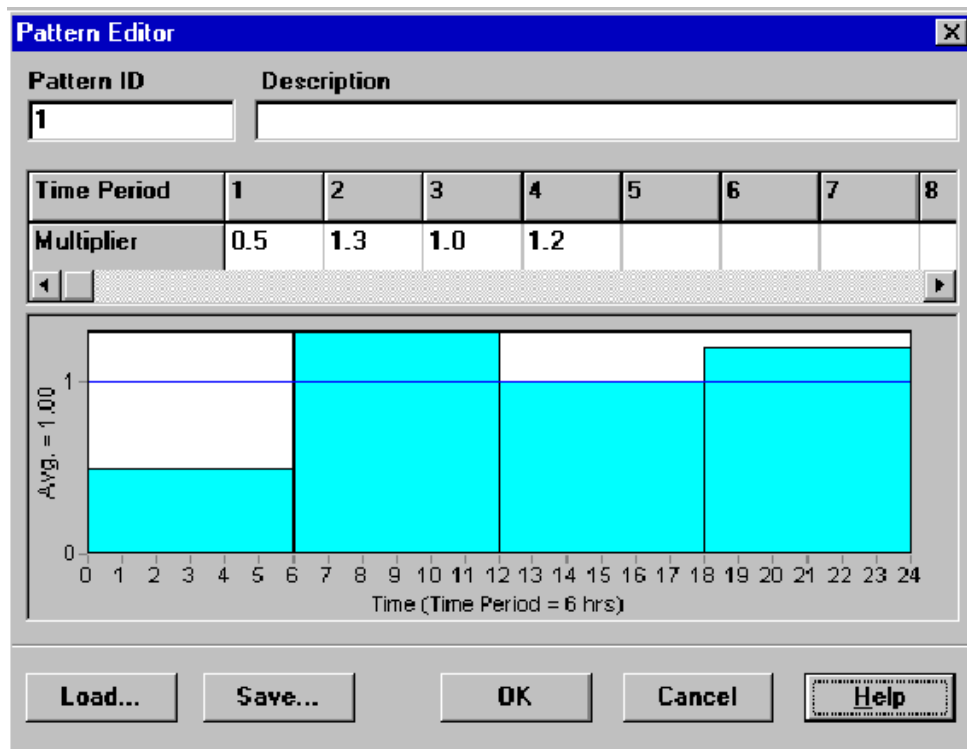 Pattern Editor
Pattern ID Description
1
Time Period 1 2 3 4 5 6 7 8
Multiplier 0.5 1.3 1.0 1.2
Avg. = 1.00
1
0
0 1 2 3 4 5 6 7 8 9 10 11 12 13 14 15 16 17 18 19 20 21 22 23 24
Time (Time Period = 6 hrs)
Load... Save... OK Cancel Help